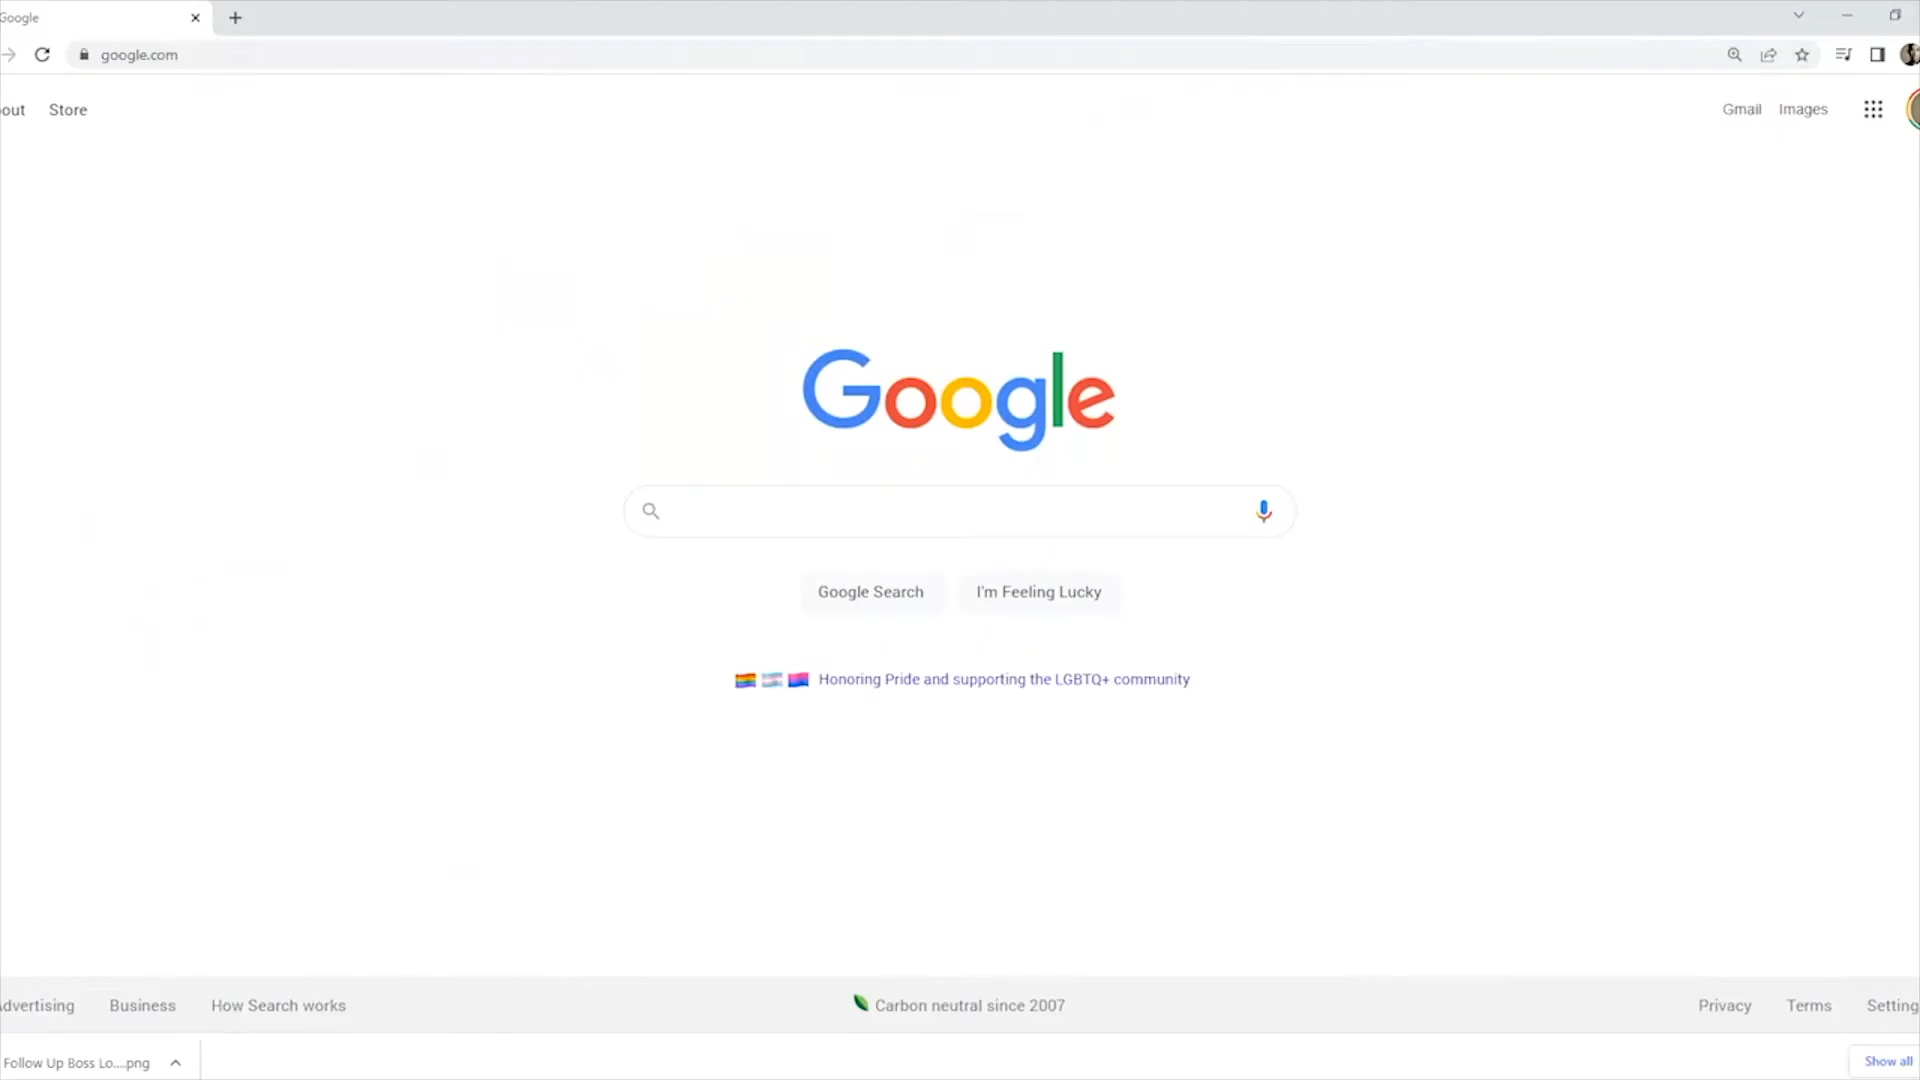 Google
google.com
out Store
Gmail Images
Google
Google Search I'm Feeling Lucky
Honoring Pride and supporting the LGBTQ+ community
dvertising Business How Search works
Carbon neutral since 2007
Privacy Terms Setting
Follow Up Boss Lo....png
Show all